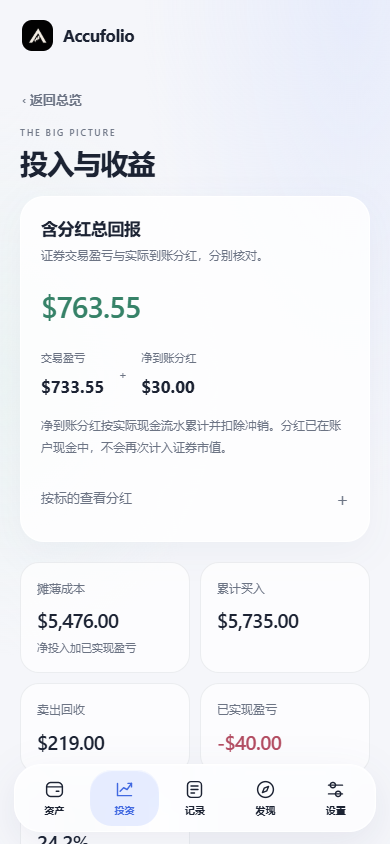 Accufolio
‹ 返回总览
THE BIG PICTURE
投入与收益
含分红总回报
证券交易盈亏与实际到账分红，分别核对。
$763.55
交易盈亏 + 净到账分红
$733.55 $30.00
净到账分红按实际现金流水累计并扣除冲销。分红已在账
户现金中，不会再次计入证券市值。
按标的查看分红 +
摊薄成本 累计买入
$5,476.00 $5,735.00
净投入加已实现盈亏
卖出回收 已实现盈亏
$219.00 -$40.00
资产 投资 记录 发现 设置
24.2%